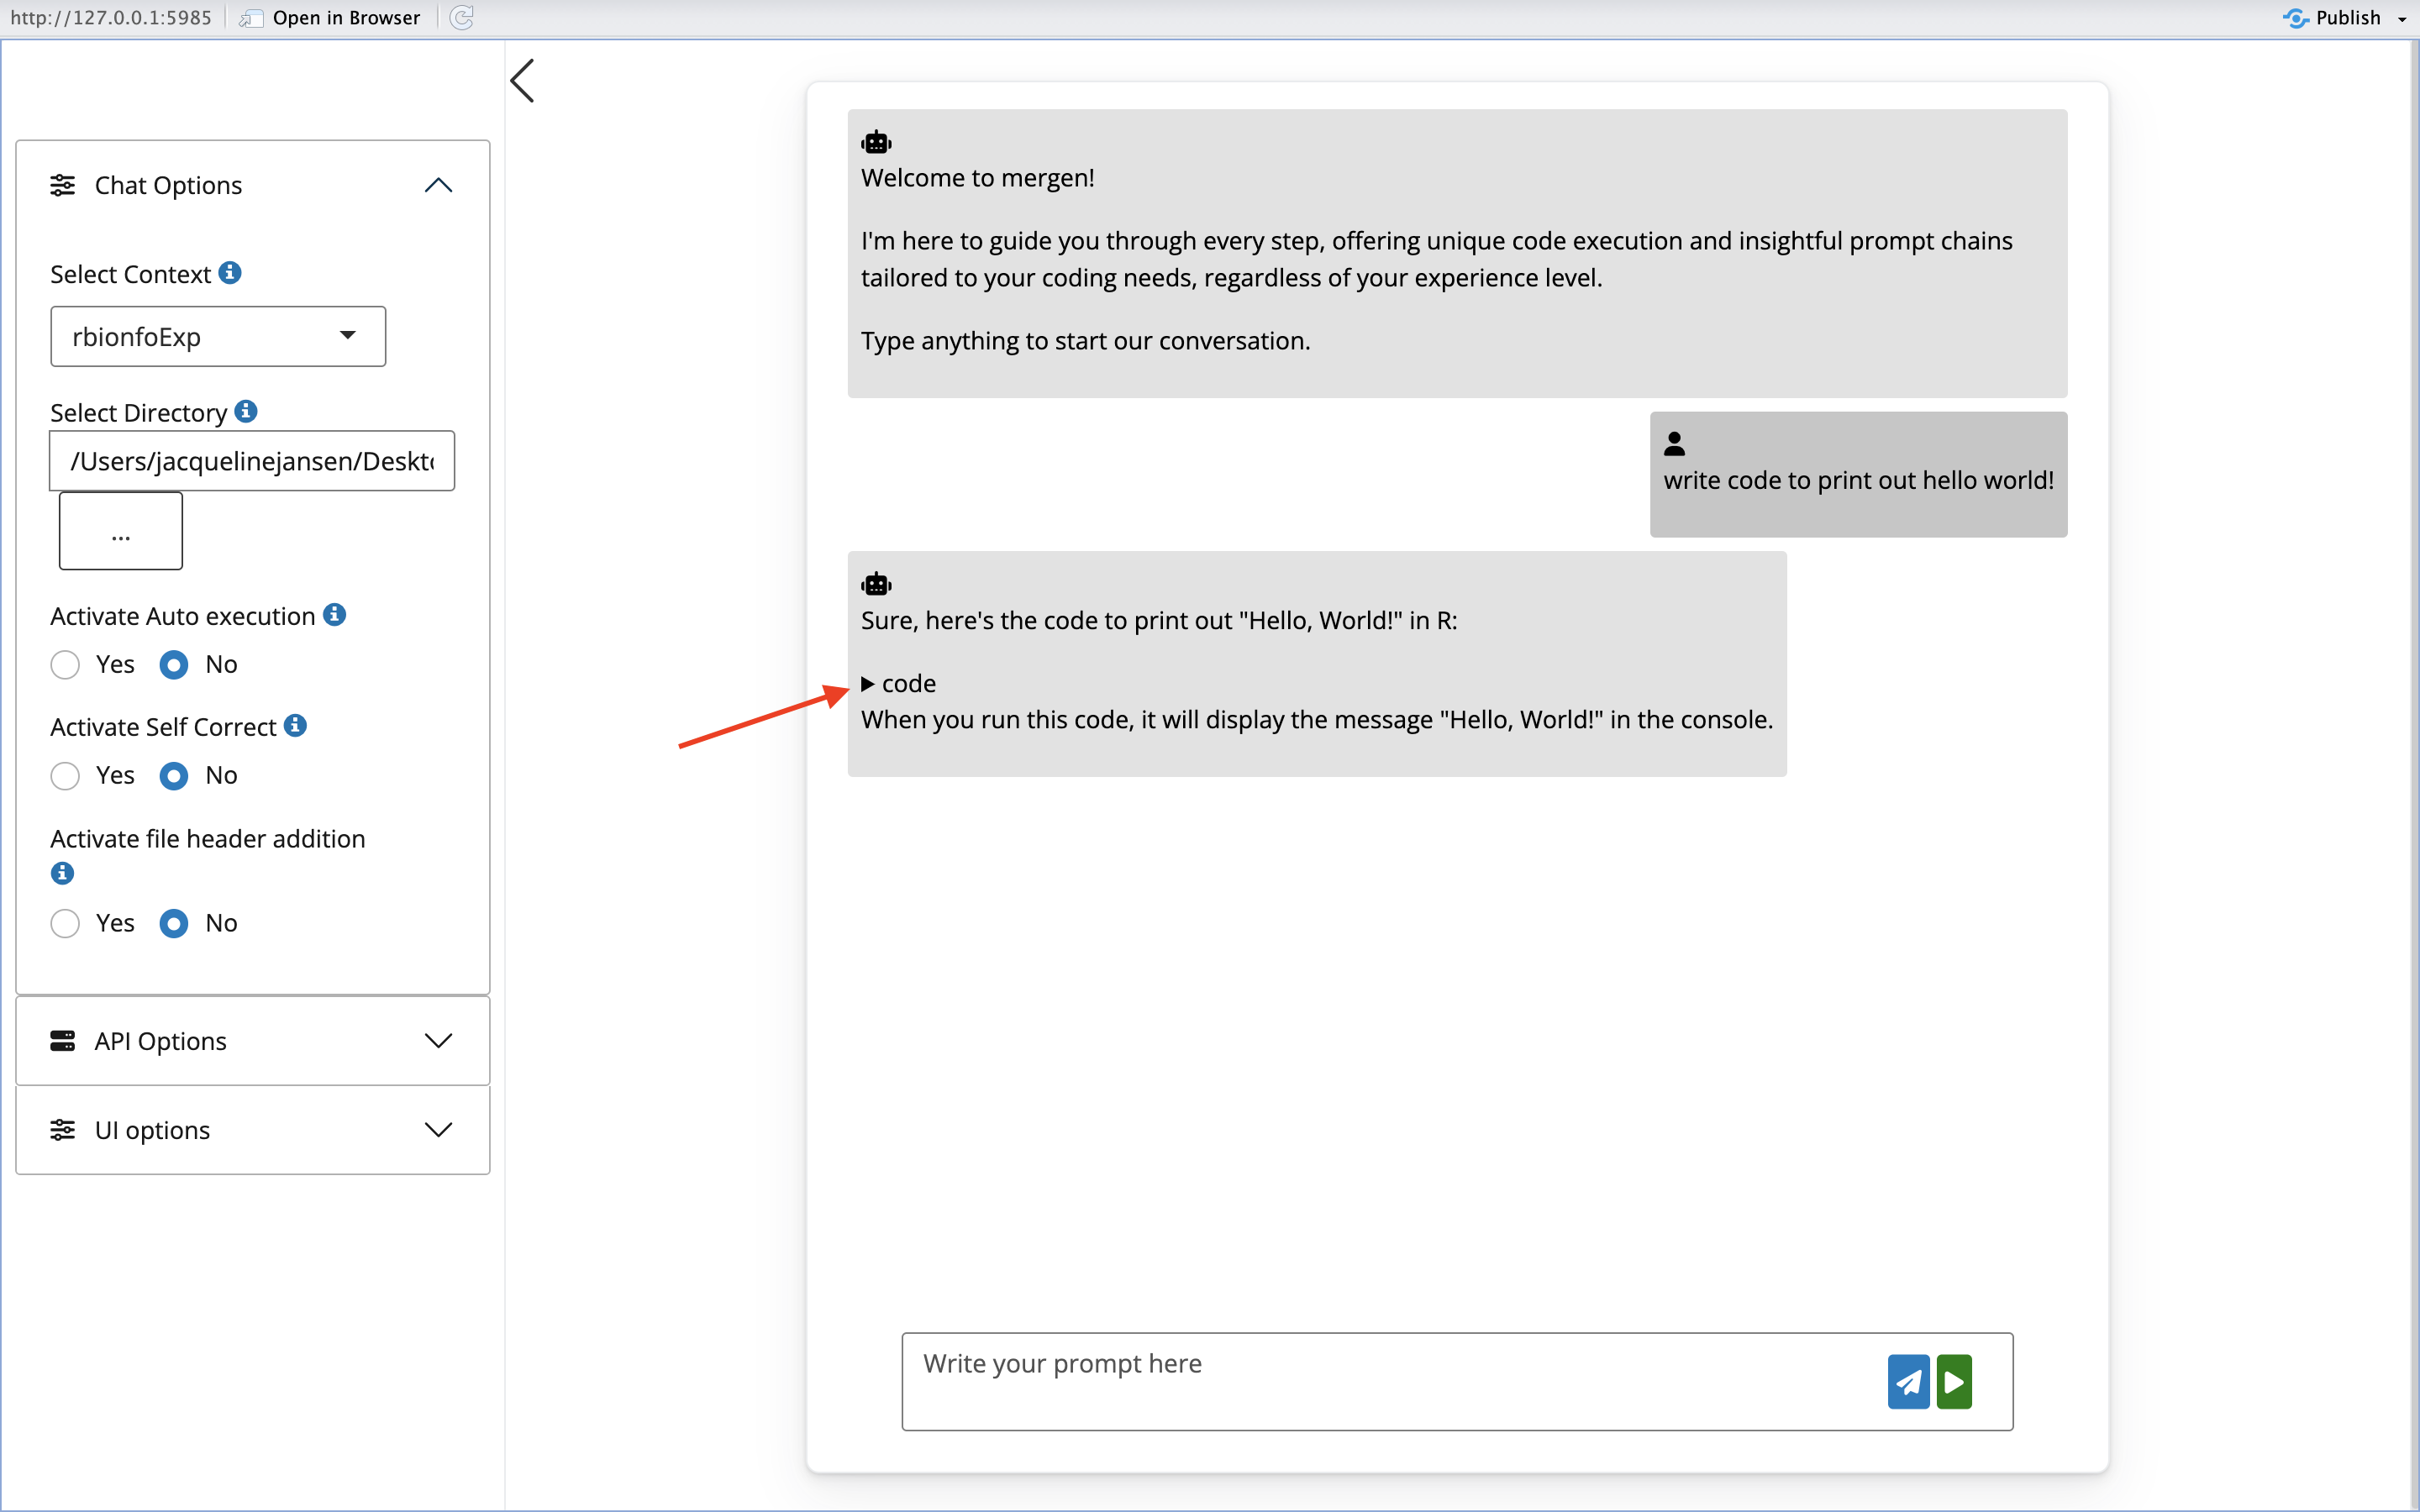 http://127.0.0.1:5985 Open in Browser Publish
Chat Options
Select Context
rbionfoExp
Select Directory
/Users/jacquelinejansen/Deskt
...
Activate Auto execution
Yes No
Activate Self Correct
Yes No
Activate file header addition
Yes No
API Options
UI options
Welcome to mergen!
I'm here to guide you through every step, offering unique code execution and insightful prompt chains
tailored to your coding needs, regardless of your experience level.
Type anything to start our conversation.
write code to print out hello world!
Sure, here's the code to print out "Hello, World!" in R:
code
When you run this code, it will display the message "Hello, World!" in the console.
Write your prompt here